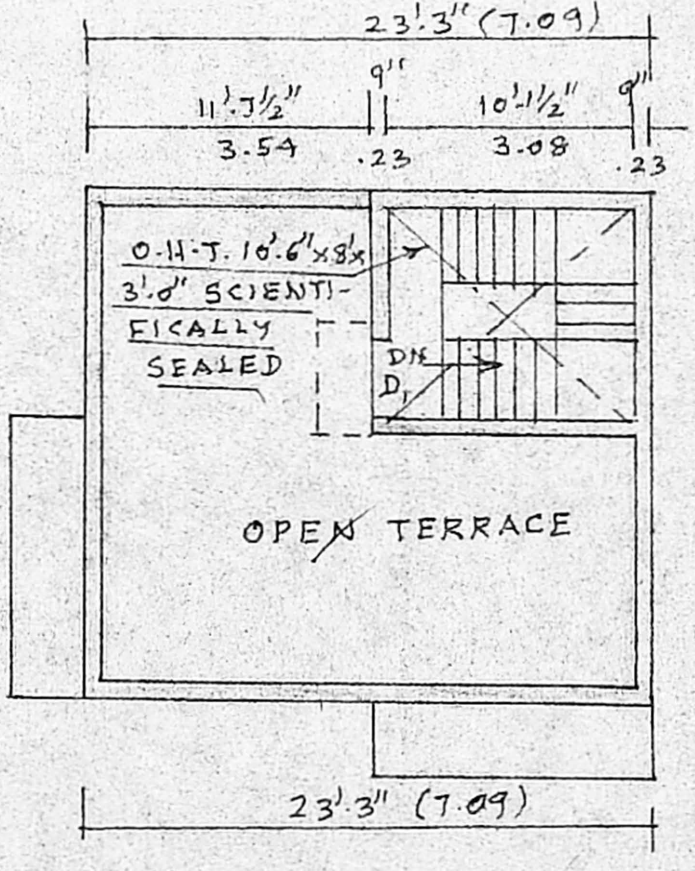 23'.3" (7.09)
9" 9"
11'.7½" 10'-1½"
3.54 .23 3.08 .23
O.H.T. 10'.6"x8'x
3'.0" SCIENTI-
FICALLY
SEALED
DN
D1
OPEN TERRACE
23'.3" (7.09)